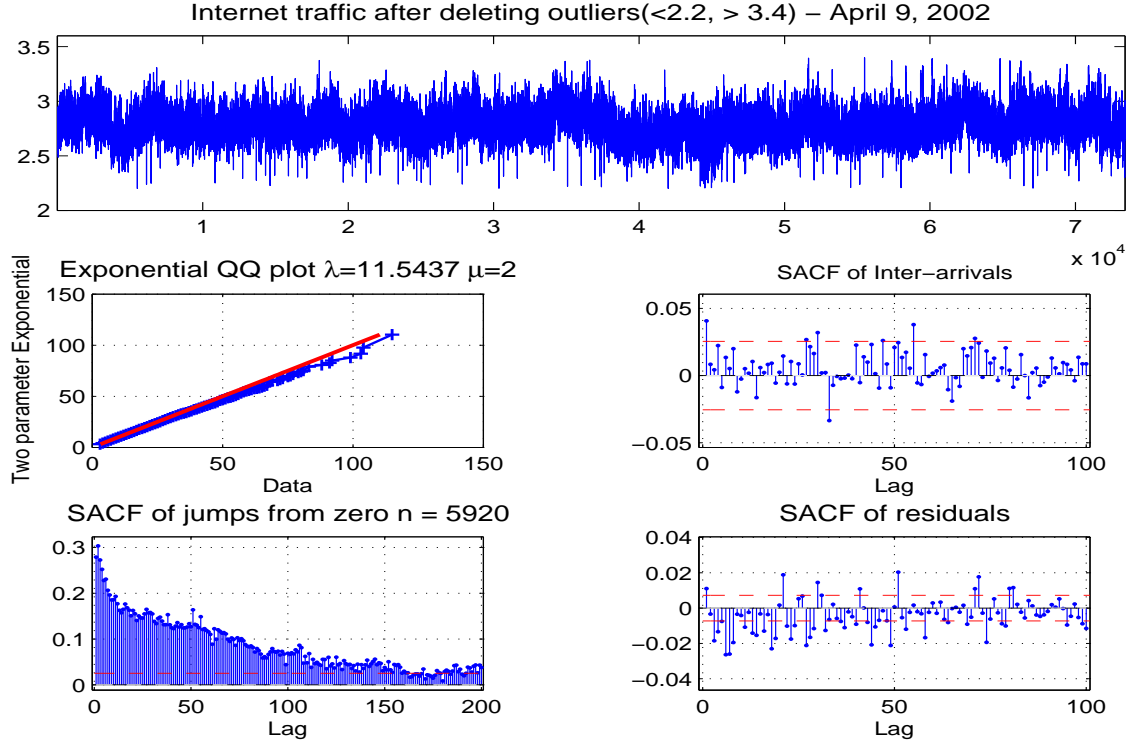 Internet traffic after deleting outliers(<2.2, > 3.4) − April 9, 2002
3.5
3
2.5
2
1 2 3 4 5 6 7
x 10^4
Exponential QQ plot λ=11.5437 μ=2
Two parameter Exponential
150
100
50
0
0 50 100 150
Data
SACF of Inter−arrivals
0.05
0
−0.05
0 50 100
Lag
SACF of jumps from zero n = 5920
0.3
0.2
0.1
0
0 50 100 150 200
Lag
SACF of residuals
0.04
0.02
0
−0.02
−0.04
0 50 100
Lag